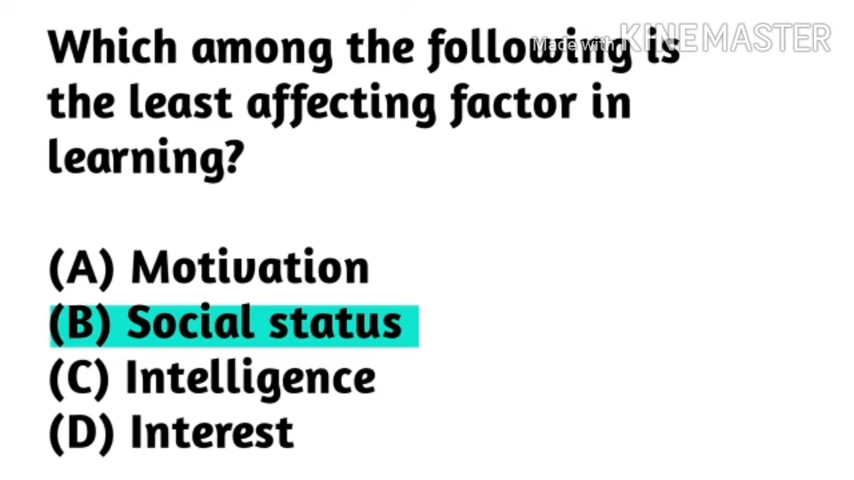 Which among the following is
the least affecting factor in
learning?
(A) Motivation
(B) Social status
(C) Intelligence
(D) Interest
Made with KINEMASTER